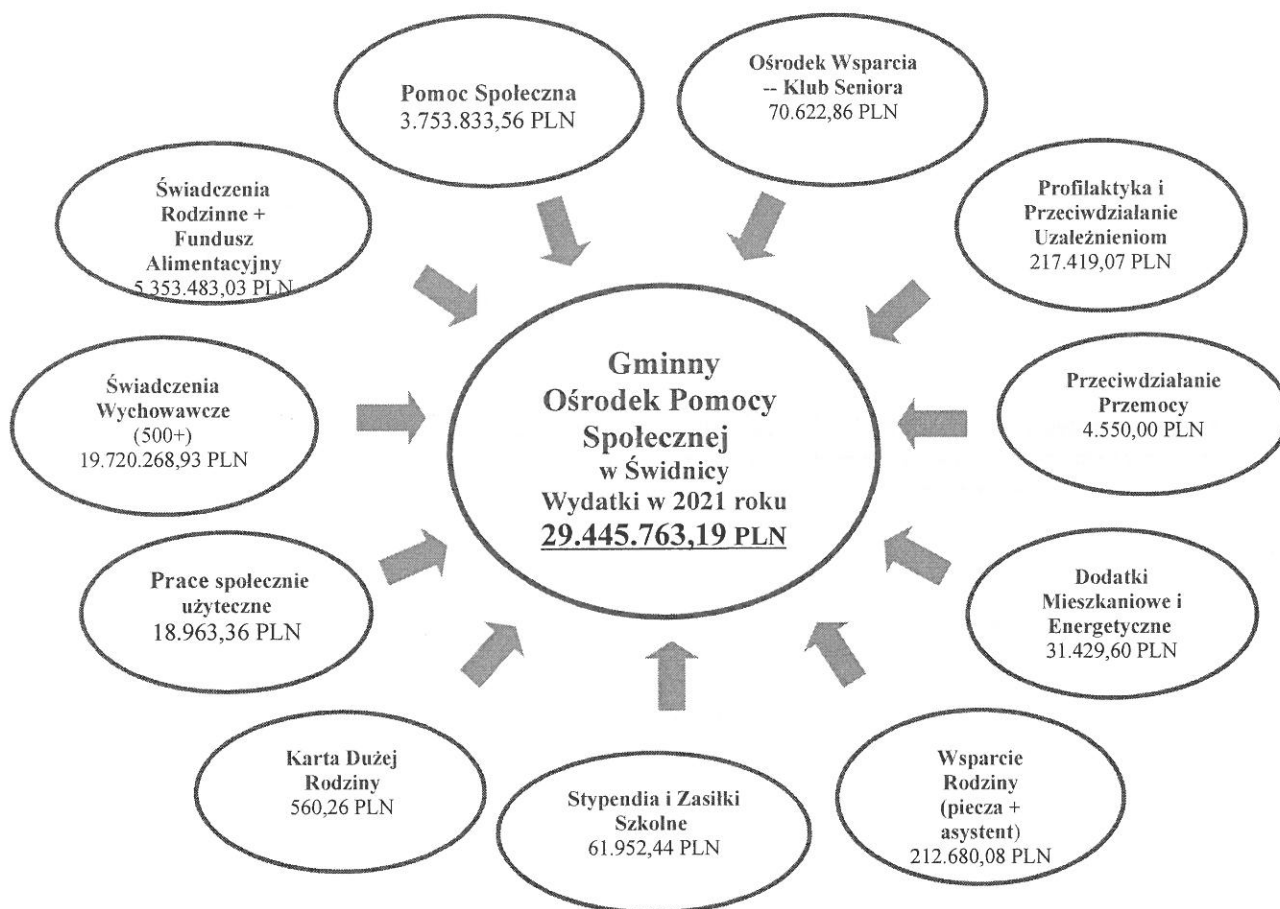 Pomoc Społeczna
3.753.833,56 PLN
Ośrodek Wsparcia
-- Klub Seniora
70.622,86 PLN
Świadczenia
Rodzinne +
Fundusz
Alimentacyjny
5.353.483,03 PLN
Profilaktyka i
Przeciwdziałanie
Uzależnieniom
217.419,07 PLN
Świadczenia
Wychowawcze
(500+)
19.720.268,93 PLN
Gminny
Ośrodek Pomocy
Społecznej
w Świdnicy
Wydatki w 2021 roku
29.445.763,19 PLN
Przeciwdziałanie
Przemocy
4.550,00 PLN
Prace społecznie
użyteczne
18.963,36 PLN
Dodatki
Mieszkaniowe i
Energetyczne
31.429,60 PLN
Karta Dużej
Rodziny
560,26 PLN
Stypendia i Zasiłki
Szkolne
61.952,44 PLN
Wsparcie
Rodziny
(piecza +
asystent)
212.680,08 PLN